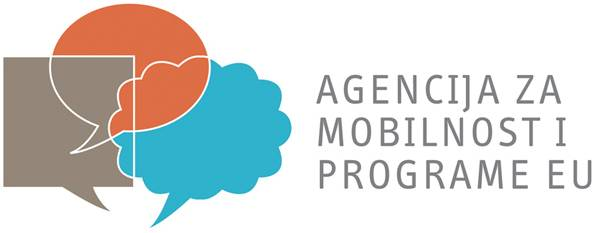 AGENCIJA ZA
MOBILNOST I
PROGRAME EU